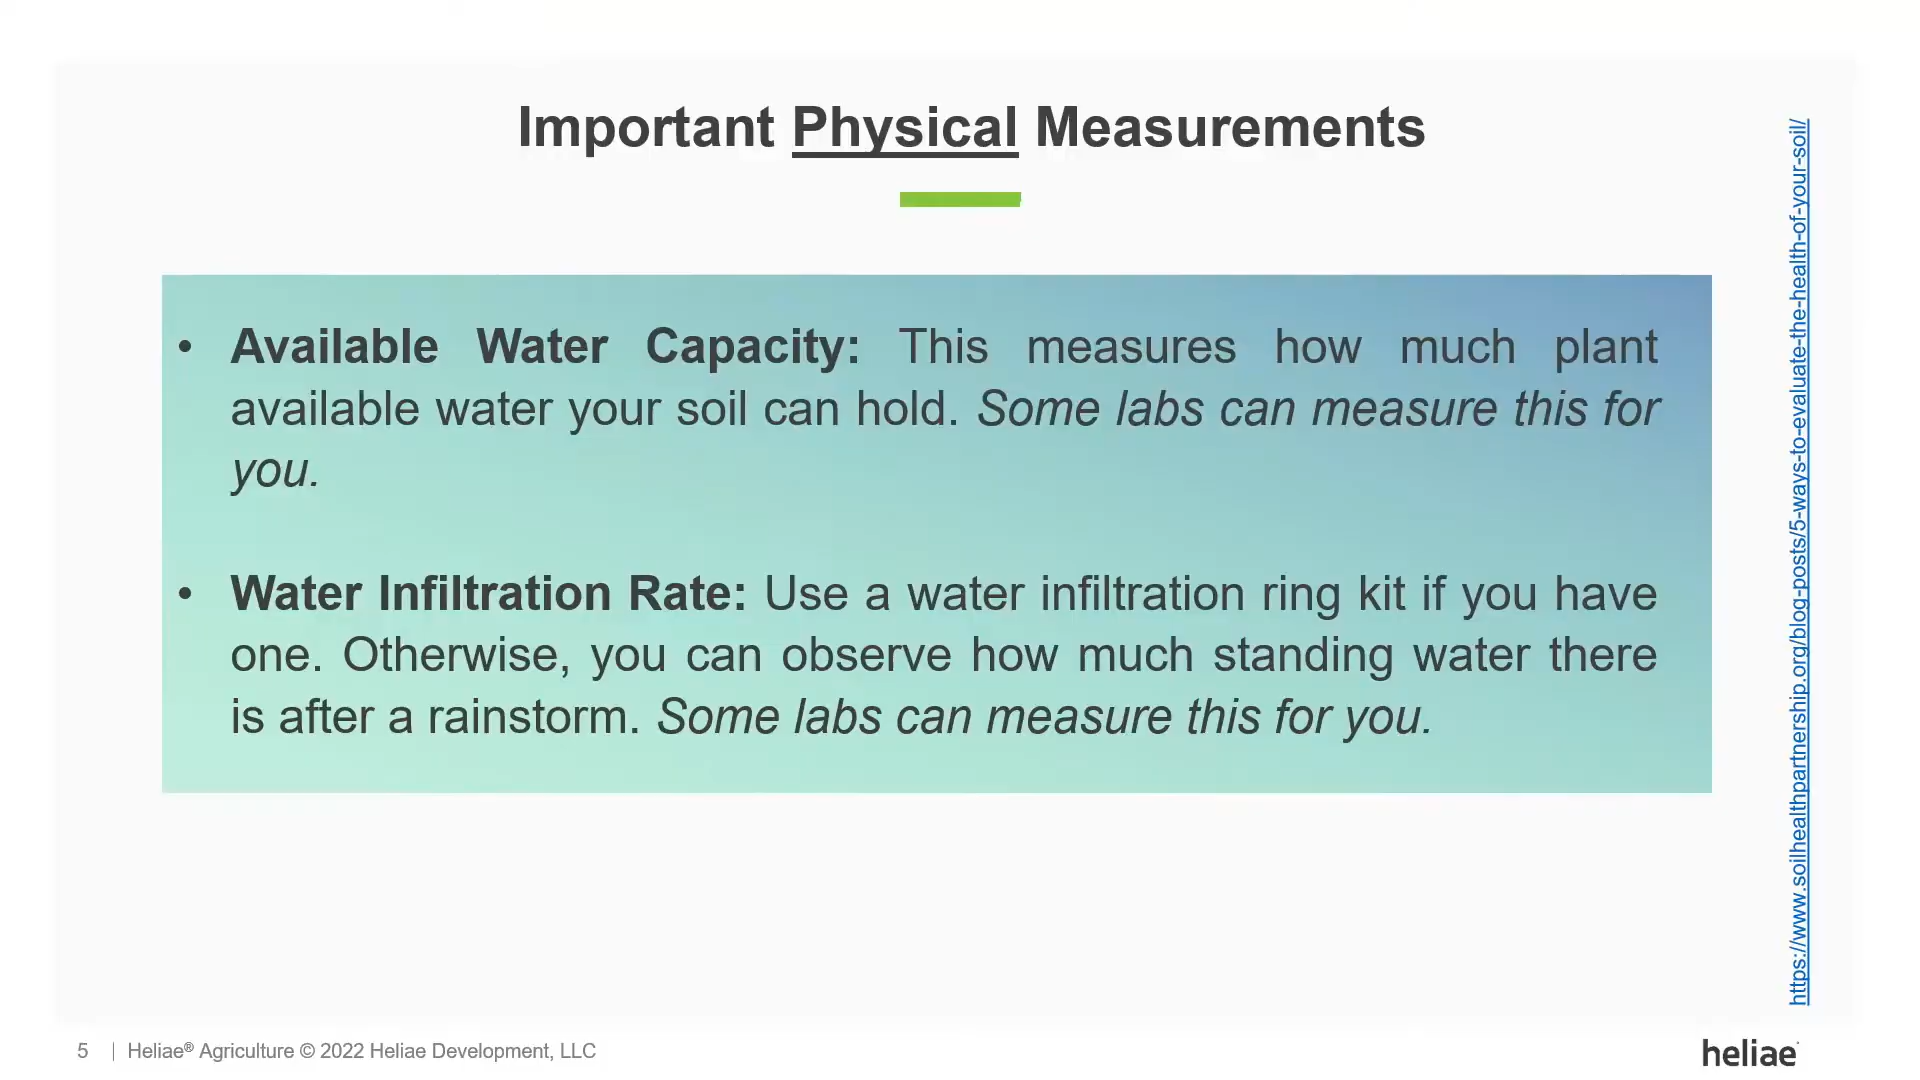 Important Physical Measurements
• Available Water Capacity: This measures how much plant
available water your soil can hold. Some labs can measure this for
you.
• Water Infiltration Rate: Use a water infiltration ring kit if you have
one. Otherwise, you can observe how much standing water there
is after a rainstorm. Some labs can measure this for you.
https://www.soilhealthpartnership.org/blog-posts/5-ways-to-evaluate-the-health-of-your-soil/
5 | Heliae® Agriculture © 2022 Heliae Development, LLC
heliae